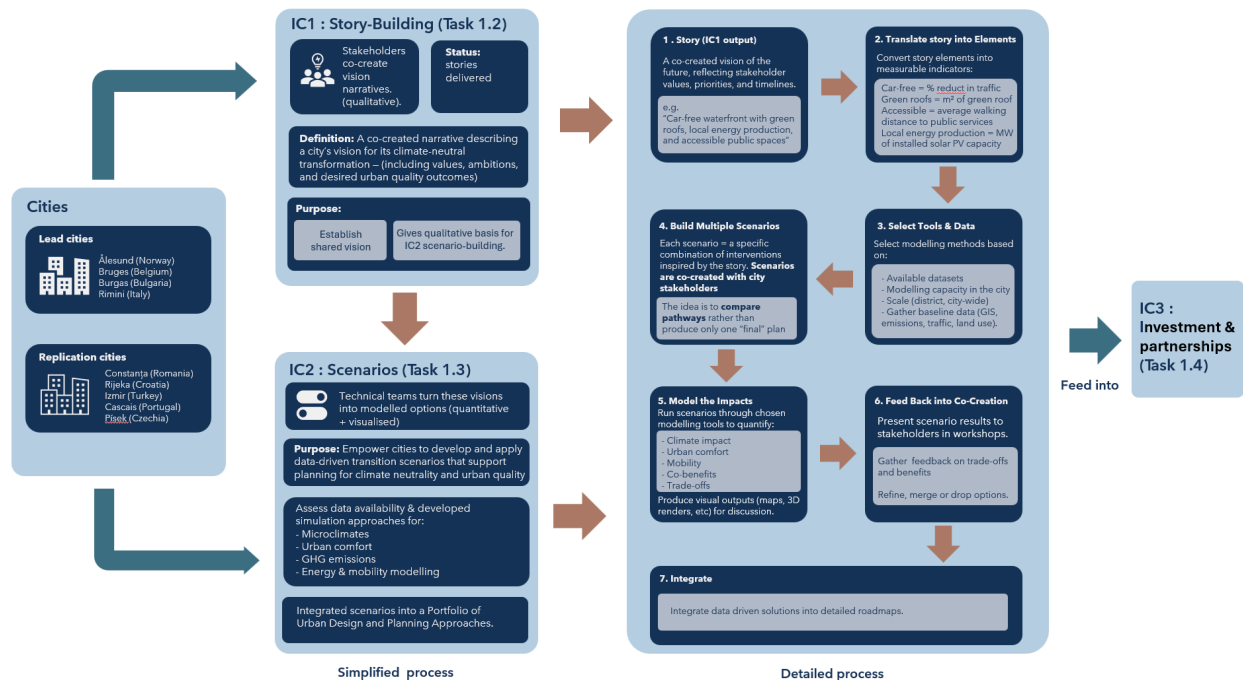 Cities
Lead cities
Ålesund (Norway)
Bruges (Belgium)
Burgas (Bulgaria)
Rimini (Italy)
Replication cities
Constanța (Romania)
Rijeka (Croatia)
Izmir (Turkey)
Cascais (Portugal)
Písek (Czechia)
IC1 : Story-Building (Task 1.2)
Stakeholders
co-create
vision
narratives.
(qualitative).
Status:
stories
delivered
Definition: A co-created narrative describing
a city's vision for its climate-neutral
transformation – (including values, ambitions,
and desired urban quality outcomes)
Purpose:
Establish
shared vision
Gives qualitative basis for
IC2 scenario-building.
IC2 : Scenarios (Task 1.3)
Technical teams turn these visions
into modelled options (quantitative
+ visualised)
Purpose: Empower cities to develop and apply
data-driven transition scenarios that support
planning for climate neutrality and urban quality
Assess data availability & developed
simulation approaches for:
- Microclimates
- Urban comfort
- GHG emissions
- Energy & mobility modelling
Integrated scenarios into a Portfolio of
Urban Design and Planning Approaches.
Simplified process
1 . Story (IC1 output)
A co-created vision of the
future, reflecting stakeholder
values, priorities, and timelines.
e.g.
"Car-free waterfront with green
roofs, local energy production,
and accessible public spaces"
2. Translate story into Elements
Convert story elements into
measurable indicators:
Car-free = % reduct in traffic
Green roofs = m² of green roof
Accessible = average walking
distance to public services
Local energy production = MW
of installed solar PV capacity
4. Build Multiple Scenarios
Each scenario = a specific
combination of interventions
inspired by the story. Scenarios
are co-created with city
stakeholders
The idea is to compare
pathways rather than
produce only one "final" plan
3. Select Tools & Data
Select modelling methods based
on:
- Available datasets
- Modelling capacity in the city
- Scale (district, city-wide)
- Gather baseline data (GIS,
emissions, traffic, land use).
5. Model the Impacts
Run scenarios through chosen
modelling tools to quantify:
- Climate impact
- Urban comfort
- Mobility
- Co-benefits
- Trade-offs
Produce visual outputs (maps, 3D
renders, etc) for discussion.
6. Feed Back into Co-Creation
Present scenario results to
stakeholders in workshops.
Gather feedback on trade-offs
and benefits
Refine, merge or drop options.
7. Integrate
Integrate data driven solutions into detailed roadmaps.
Detailed process
Feed into
IC3 :
Investment &
partnerships
(Task 1.4)